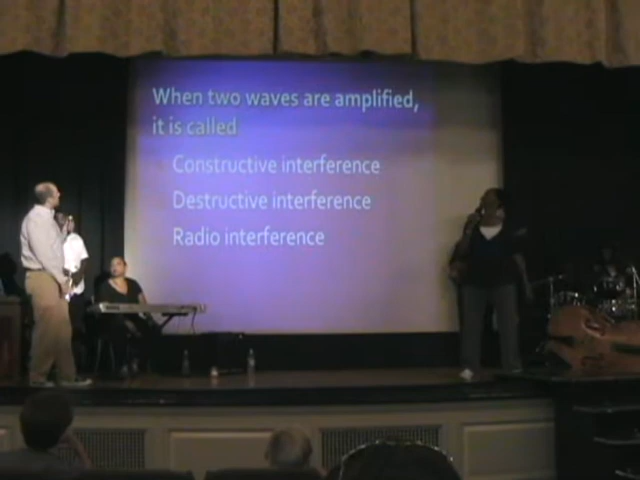 When two waves are amplified,
it is called
Constructive interference
Destructive interference
Radio interference